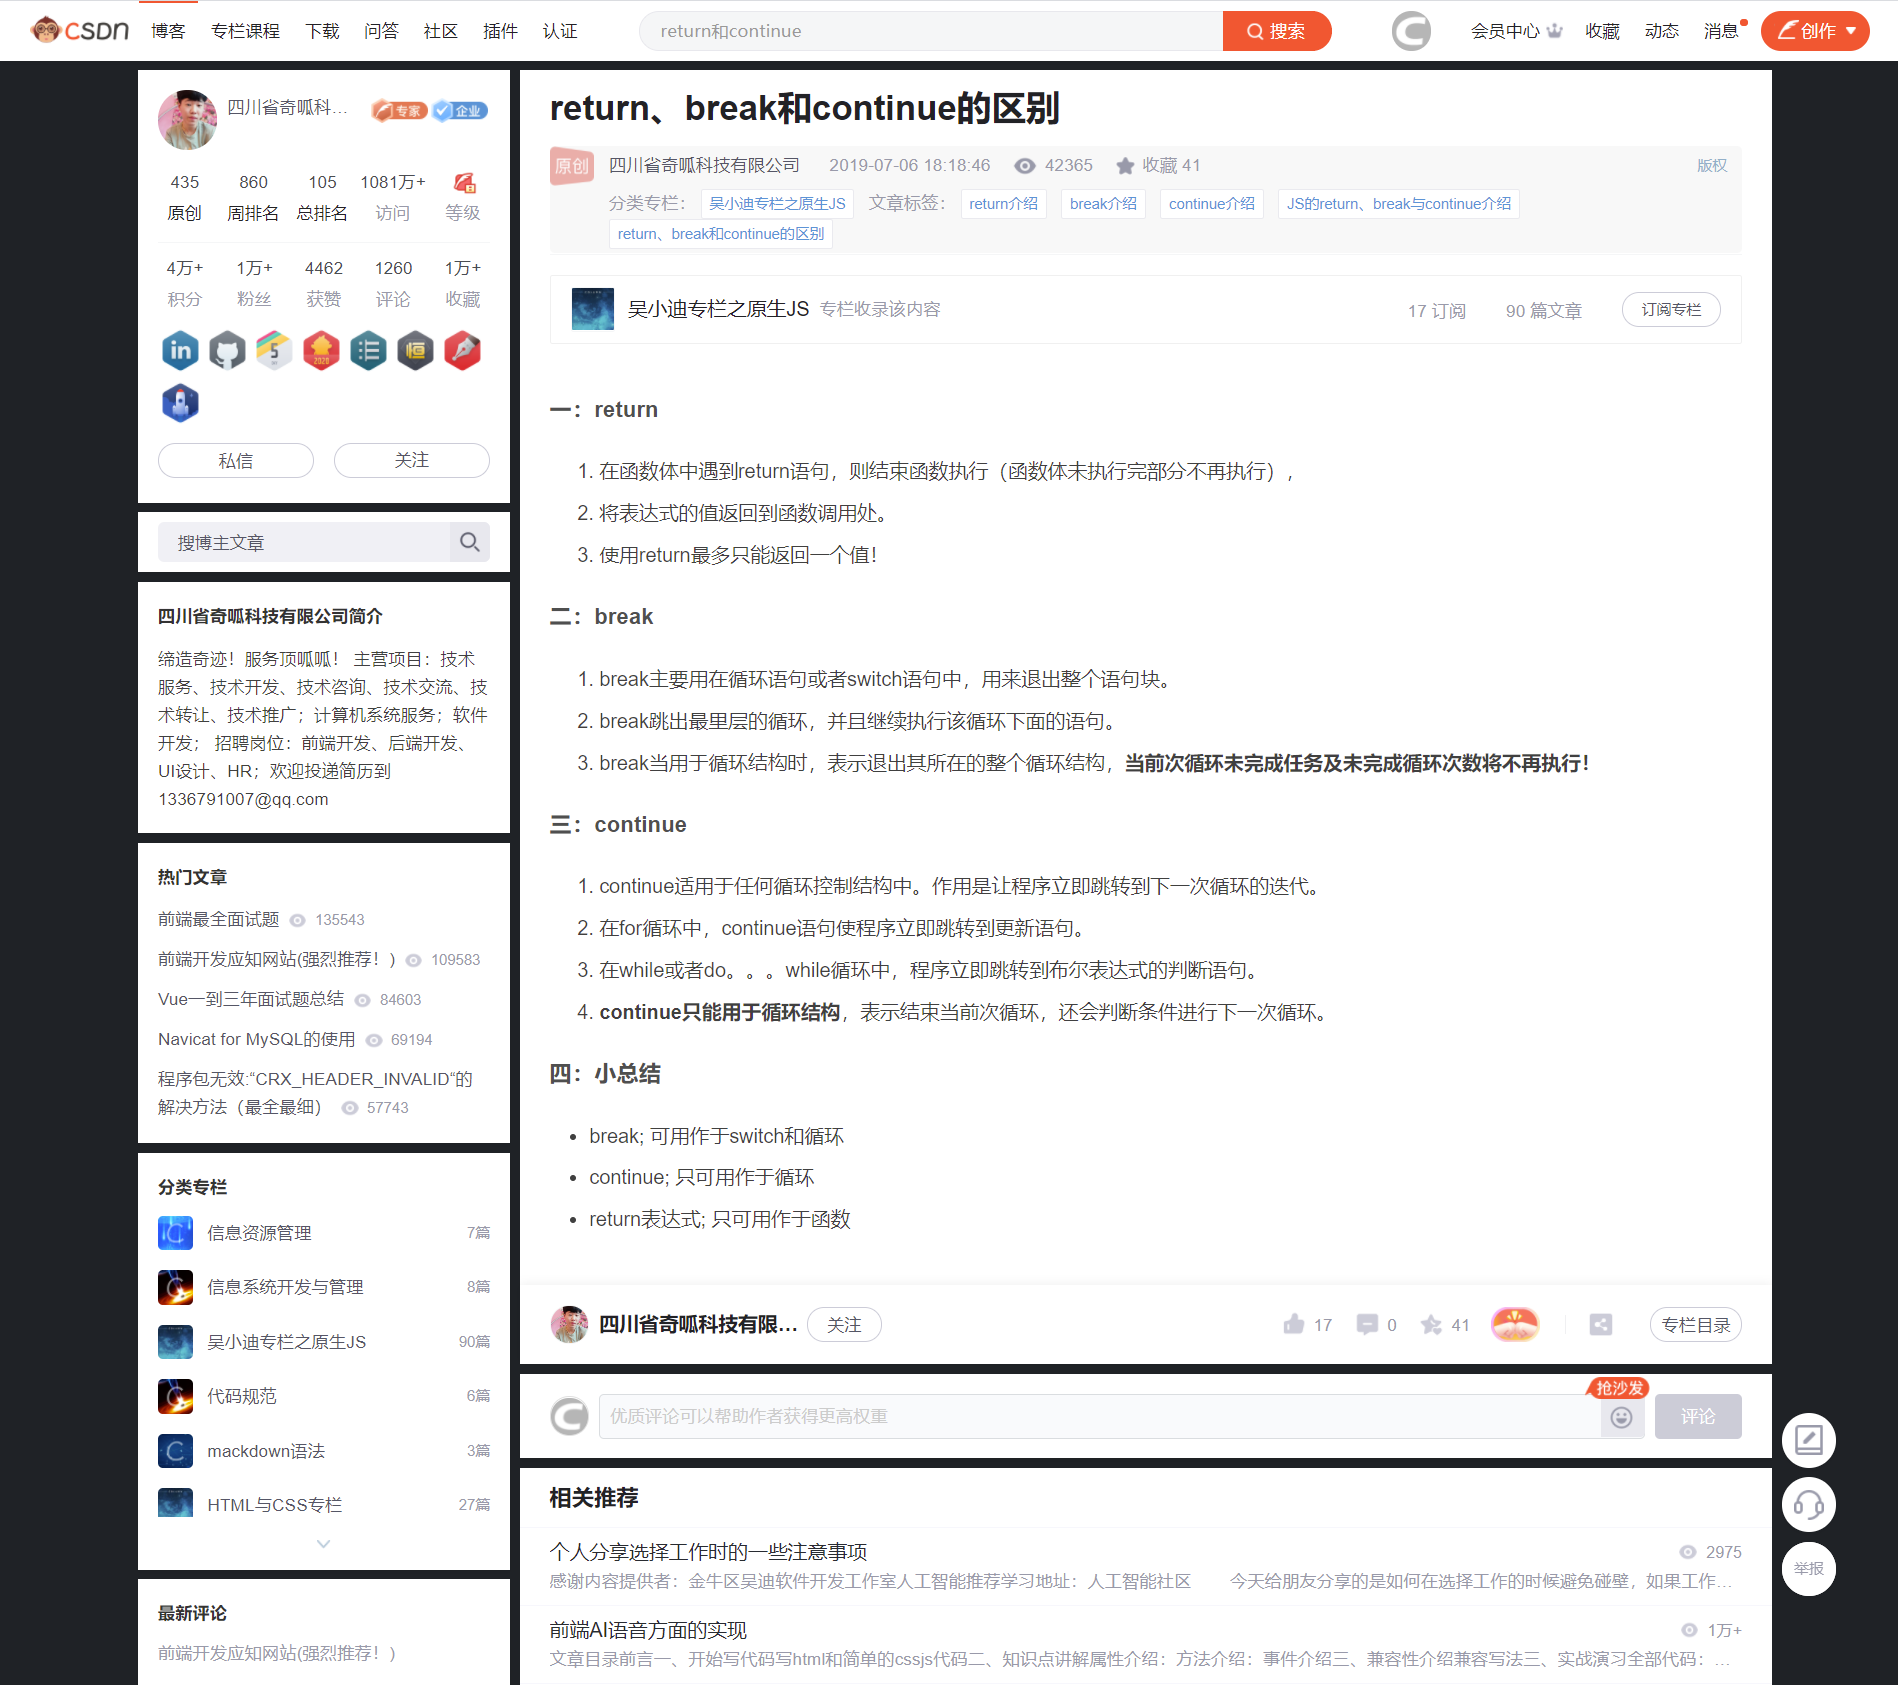 CSDN 博客 专栏课程 下载 问答 社区 插件 认证 return和continue 搜索 会员中心 收藏 动态 消息 创作
四川省奇呱科... 专家 企业
435 860 105 1081万+
原创 周排名 总排名 访问 等级
4万+ 1万+ 4462 1260 1万+
积分 粉丝 获赞 评论 收藏
in 5 2020 恒
私信 关注
搜博主文章
四川省奇呱科技有限公司简介
缔造奇迹！服务顶呱呱！ 主营项目：技术
服务、技术开发、技术咨询、技术交流、技
术转让、技术推广；计算机系统服务；软件
开发； 招聘岗位：前端开发、后端开发、
UI设计、HR；欢迎投递简历到
1336791007@qq.com
热门文章
前端最全面试题 135543
前端开发应知网站(强烈推荐！) 109583
Vue一到三年面试题总结 84603
Navicat for MySQL的使用 69194
程序包无效:“CRX_HEADER_INVALID“的
解决方法（最全最细） 57743
分类专栏
信息资源管理 7篇
信息系统开发与管理 8篇
吴小迪专栏之原生JS 90篇
代码规范 6篇
mackdown语法 3篇
HTML与CSS专栏 27篇
最新评论
前端开发应知网站(强烈推荐！)
return、break和continue的区别
原创 四川省奇呱科技有限公司 2019-07-06 18:18:46 42365 收藏 41 版权
分类专栏： 吴小迪专栏之原生JS 文章标签： return介绍 break介绍 continue介绍 JS的return、break与continue介绍
return、break和continue的区别
吴小迪专栏之原生JS 专栏收录该内容 17 订阅 90 篇文章 订阅专栏
一：return
1. 在函数体中遇到return语句，则结束函数执行（函数体未执行完部分不再执行），
2. 将表达式的值返回到函数调用处。
3. 使用return最多只能返回一个值！
二：break
1. break主要用在循环语句或者switch语句中，用来退出整个语句块。
2. break跳出最里层的循环，并且继续执行该循环下面的语句。
3. break当用于循环结构时，表示退出其所在的整个循环结构，当前次循环未完成任务及未完成循环次数将不再执行！
三：continue
1. continue适用于任何循环控制结构中。作用是让程序立即跳转到下一次循环的迭代。
2. 在for循环中，continue语句使程序立即跳转到更新语句。
3. 在while或者do。。。while循环中，程序立即跳转到布尔表达式的判断语句。
4. continue只能用于循环结构，表示结束当前次循环，还会判断条件进行下一次循环。
四：小总结
• break; 可用作于switch和循环
• continue; 只可用作于循环
• return表达式; 只可用作于函数
四川省奇呱科技有限... 关注 17 0 41 专栏目录
抢沙发
优质评论可以帮助作者获得更高权重 评论
相关推荐
个人分享选择工作时的一些注意事项 2975
感谢内容提供者：金牛区吴迪软件开发工作室人工智能推荐学习地址：人工智能社区 今天给朋友分享的是如何在选择工作的时候避免碰壁，如果工作...
前端AI语音方面的实现 1万+
文章目录前言一、开始写代码写html和简单的cssjs代码二、知识点讲解属性介绍：方法介绍：事件介绍三、兼容性介绍兼容写法三、实战演习全部代码：...
举报